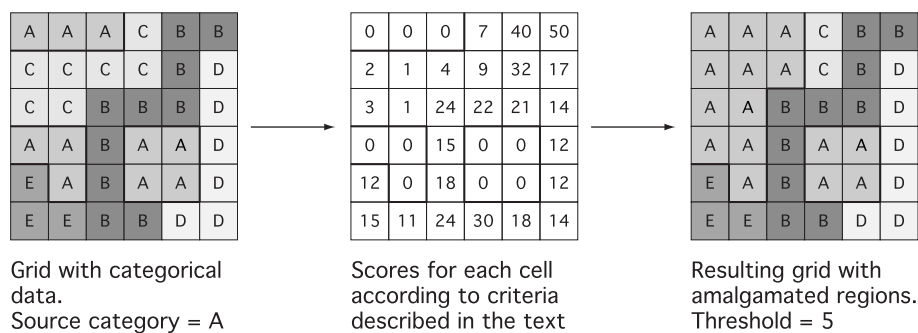 A A A C B B 0 0 0 7 40 50 A A A C B B
C C C C B D 2 1 4 9 32 17 A A A C B D
C C B B B D 3 1 24 22 21 14 A A B B B D
A A B A A D 0 0 15 0 0 12 A A B A A D
E A B A A D 12 0 18 0 0 12 E A B A A D
E E B B D D 15 11 24 30 18 14 E E B B D D
Grid with categorical
data.
Source category = A
Scores for each cell
according to criteria
described in the text
Resulting grid with
amalgamated regions.
Threshold = 5